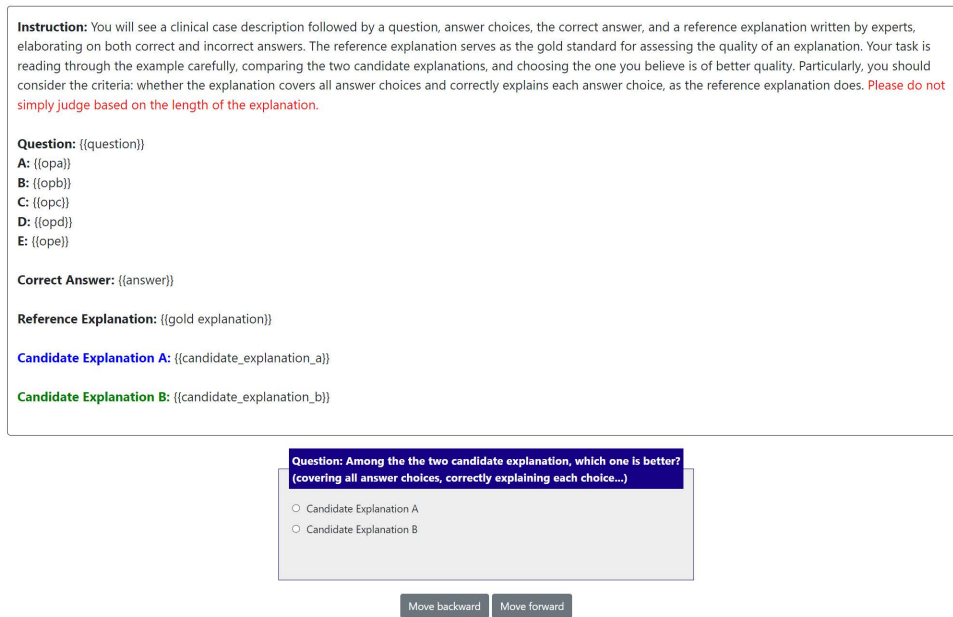 Instruction: You will see a clinical case description followed by a question, answer choices, the correct answer, and a reference explanation written by experts,
elaborating on both correct and incorrect answers. The reference explanation serves as the gold standard for assessing the quality of an explanation. Your task is
reading through the example carefully, comparing the two candidate explanations, and choosing the one you believe is of better quality. Particularly, you should
consider the criteria: whether the explanation covers all answer choices and correctly explains each answer choice, as the reference explanation does. Please do not
simply judge based on the length of the explanation.
Question: {{question}}
A: {{opa}}
B: {{opb}}
C: {{opc}}
D: {{opd}}
E: {{ope}}
Correct Answer: {{answer}}
Reference Explanation: {{gold explanation}}
Candidate Explanation A: {{candidate_explanation_a}}
Candidate Explanation B: {{candidate_explanation_b}}
Question: Among the the two candidate explanation, which one is better?
(covering all answer choices, correctly explaining each choice...)
Candidate Explanation A
Candidate Explanation B
Move backward Move forward